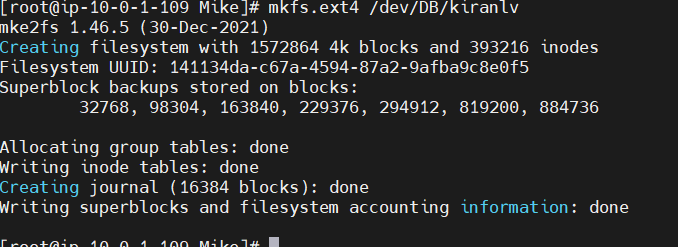 [root@ip-10-0-1-109 Mike]# mkfs.ext4 /dev/DB/kiranlv
mke2fs 1.46.5 (30-Dec-2021)
Creating filesystem with 1572864 4k blocks and 393216 inodes
Filesystem UUID: 141134da-c67a-4594-87a2-9afba9c8e0f5
Superblock backups stored on blocks:
        32768, 98304, 163840, 229376, 294912, 819200, 884736

Allocating group tables: done
Writing inode tables: done
Creating journal (16384 blocks): done
Writing superblocks and filesystem accounting information: done

[root@ip-10-0-1-109 Mike]#